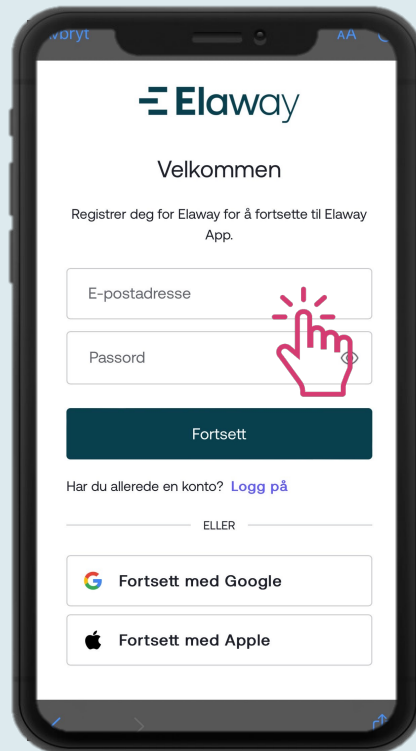 AA
Elaway
Velkommen
Registrer deg for Elaway for å fortsette til Elaway
App.
E-postadresse
Passord
Fortsett
Har du allerede en konto? Logg på
ELLER
Fortsett med Google
Fortsett med Apple